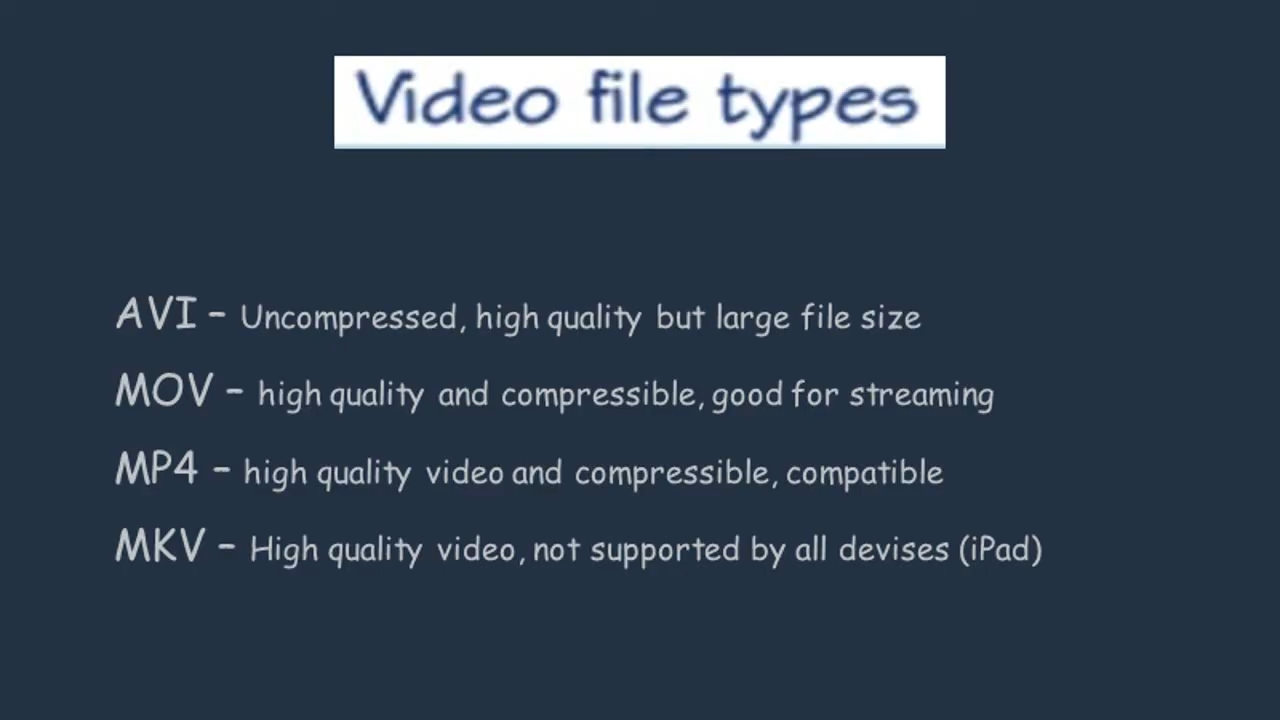 Video file types
AVI – Uncompressed, high quality but large file size
MOV – high quality and compressible, good for streaming
MP4 – high quality video and compressible, compatible
MKV – High quality video, not supported by all devises (iPad)